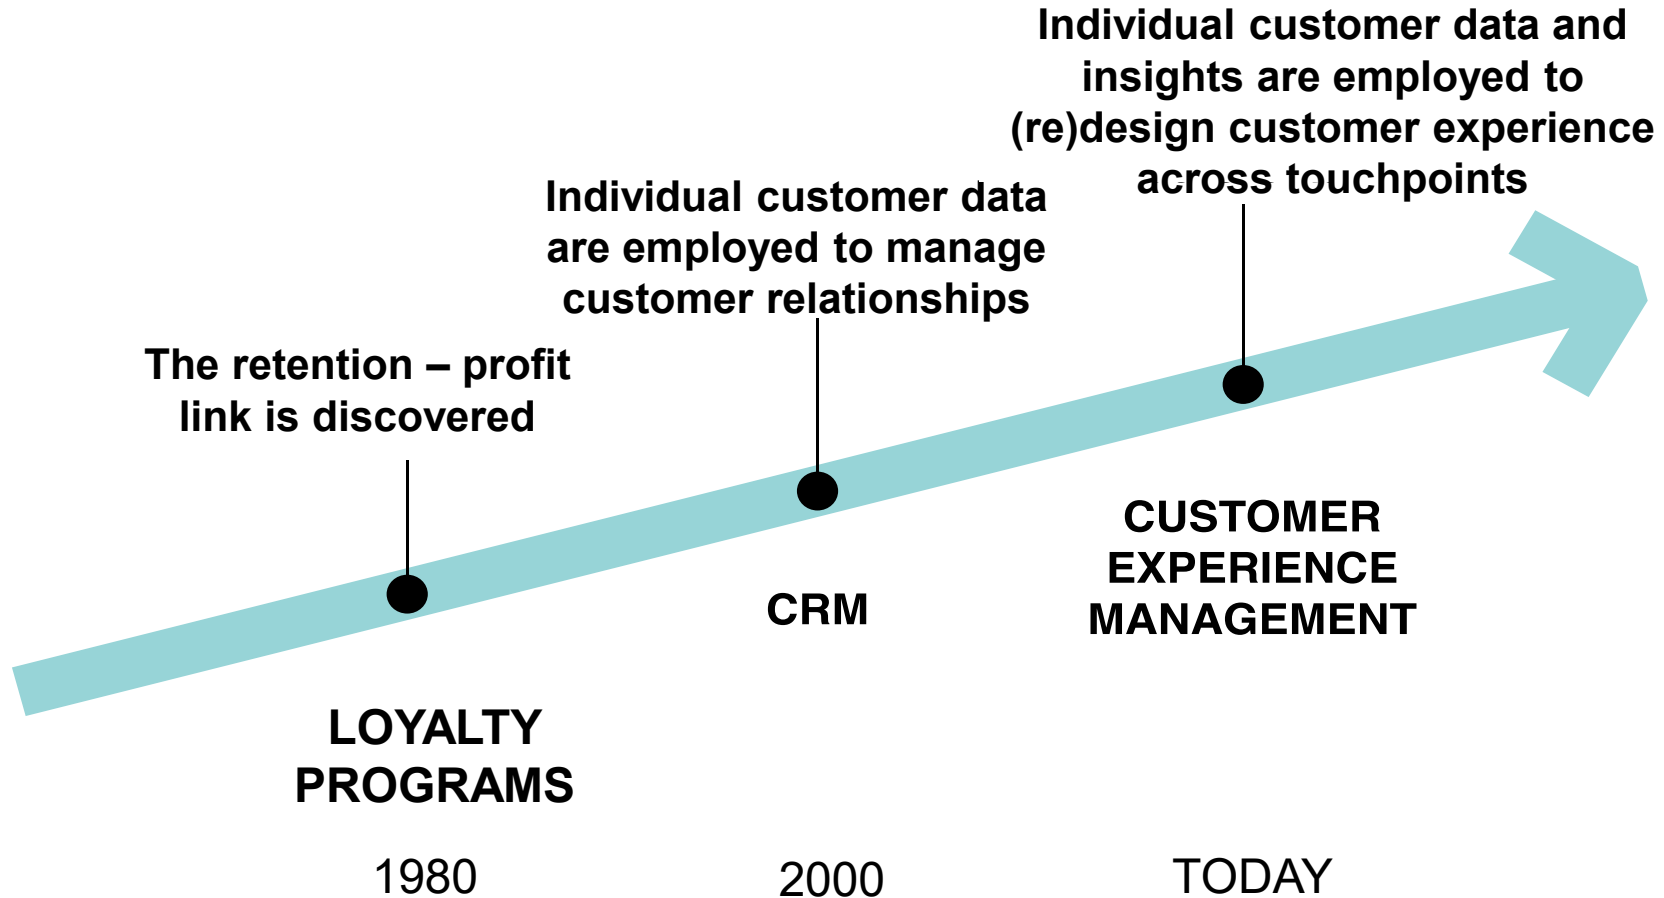 Individual customer data and
insights are employed to
(re)design customer experience
across touchpoints
Individual customer data
are employed to manage
customer relationships
The retention – profit
link is discovered
CUSTOMER
EXPERIENCE
MANAGEMENT
CRM
LOYALTY
PROGRAMS
1980
2000
TODAY